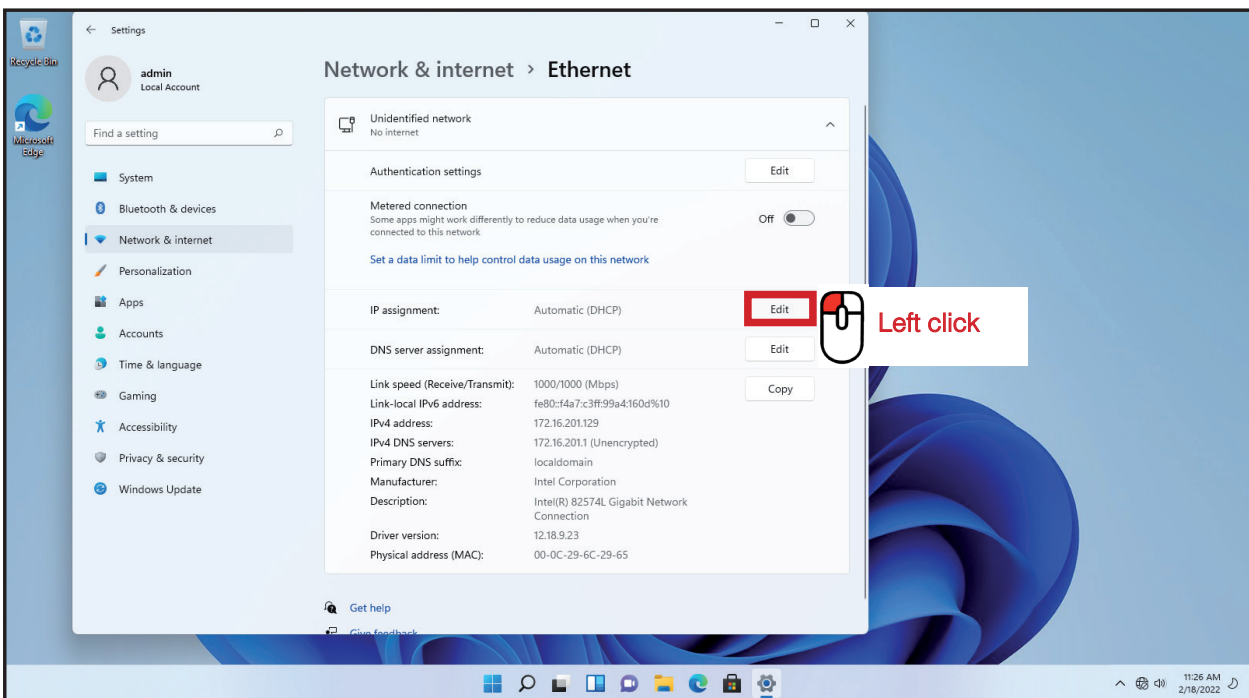 Recycle Bin
Microsoft
Edge
Settings
admin
Local Account
Find a setting
System
Bluetooth & devices
Network & internet
Personalization
Apps
Accounts
Time & language
Gaming
Accessibility
Privacy & security
Windows Update
Network & internet > Ethernet
Unidentified network
No internet
Authentication settings Edit
Metered connection
Some apps might work differently to reduce data usage when you're
connected to this network
Off
Set a data limit to help control data usage on this network
IP assignment: Automatic (DHCP) Edit
Left click
DNS server assignment: Automatic (DHCP) Edit
Link speed (Receive/Transmit): 1000/1000 (Mbps) Copy
Link-local IPv6 address: fe80::f4a7:c3ff:99a4:160d%10
IPv4 address: 172.16.201.129
IPv4 DNS servers: 172.16.201.1 (Unencrypted)
Primary DNS suffix: localdomain
Manufacturer: Intel Corporation
Description: Intel(R) 82574L Gigabit Network
Connection
Driver version: 12.18.9.23
Physical address (MAC): 00-0C-29-6C-29-65
Get help
Give feedback
11:26 AM
2/18/2022